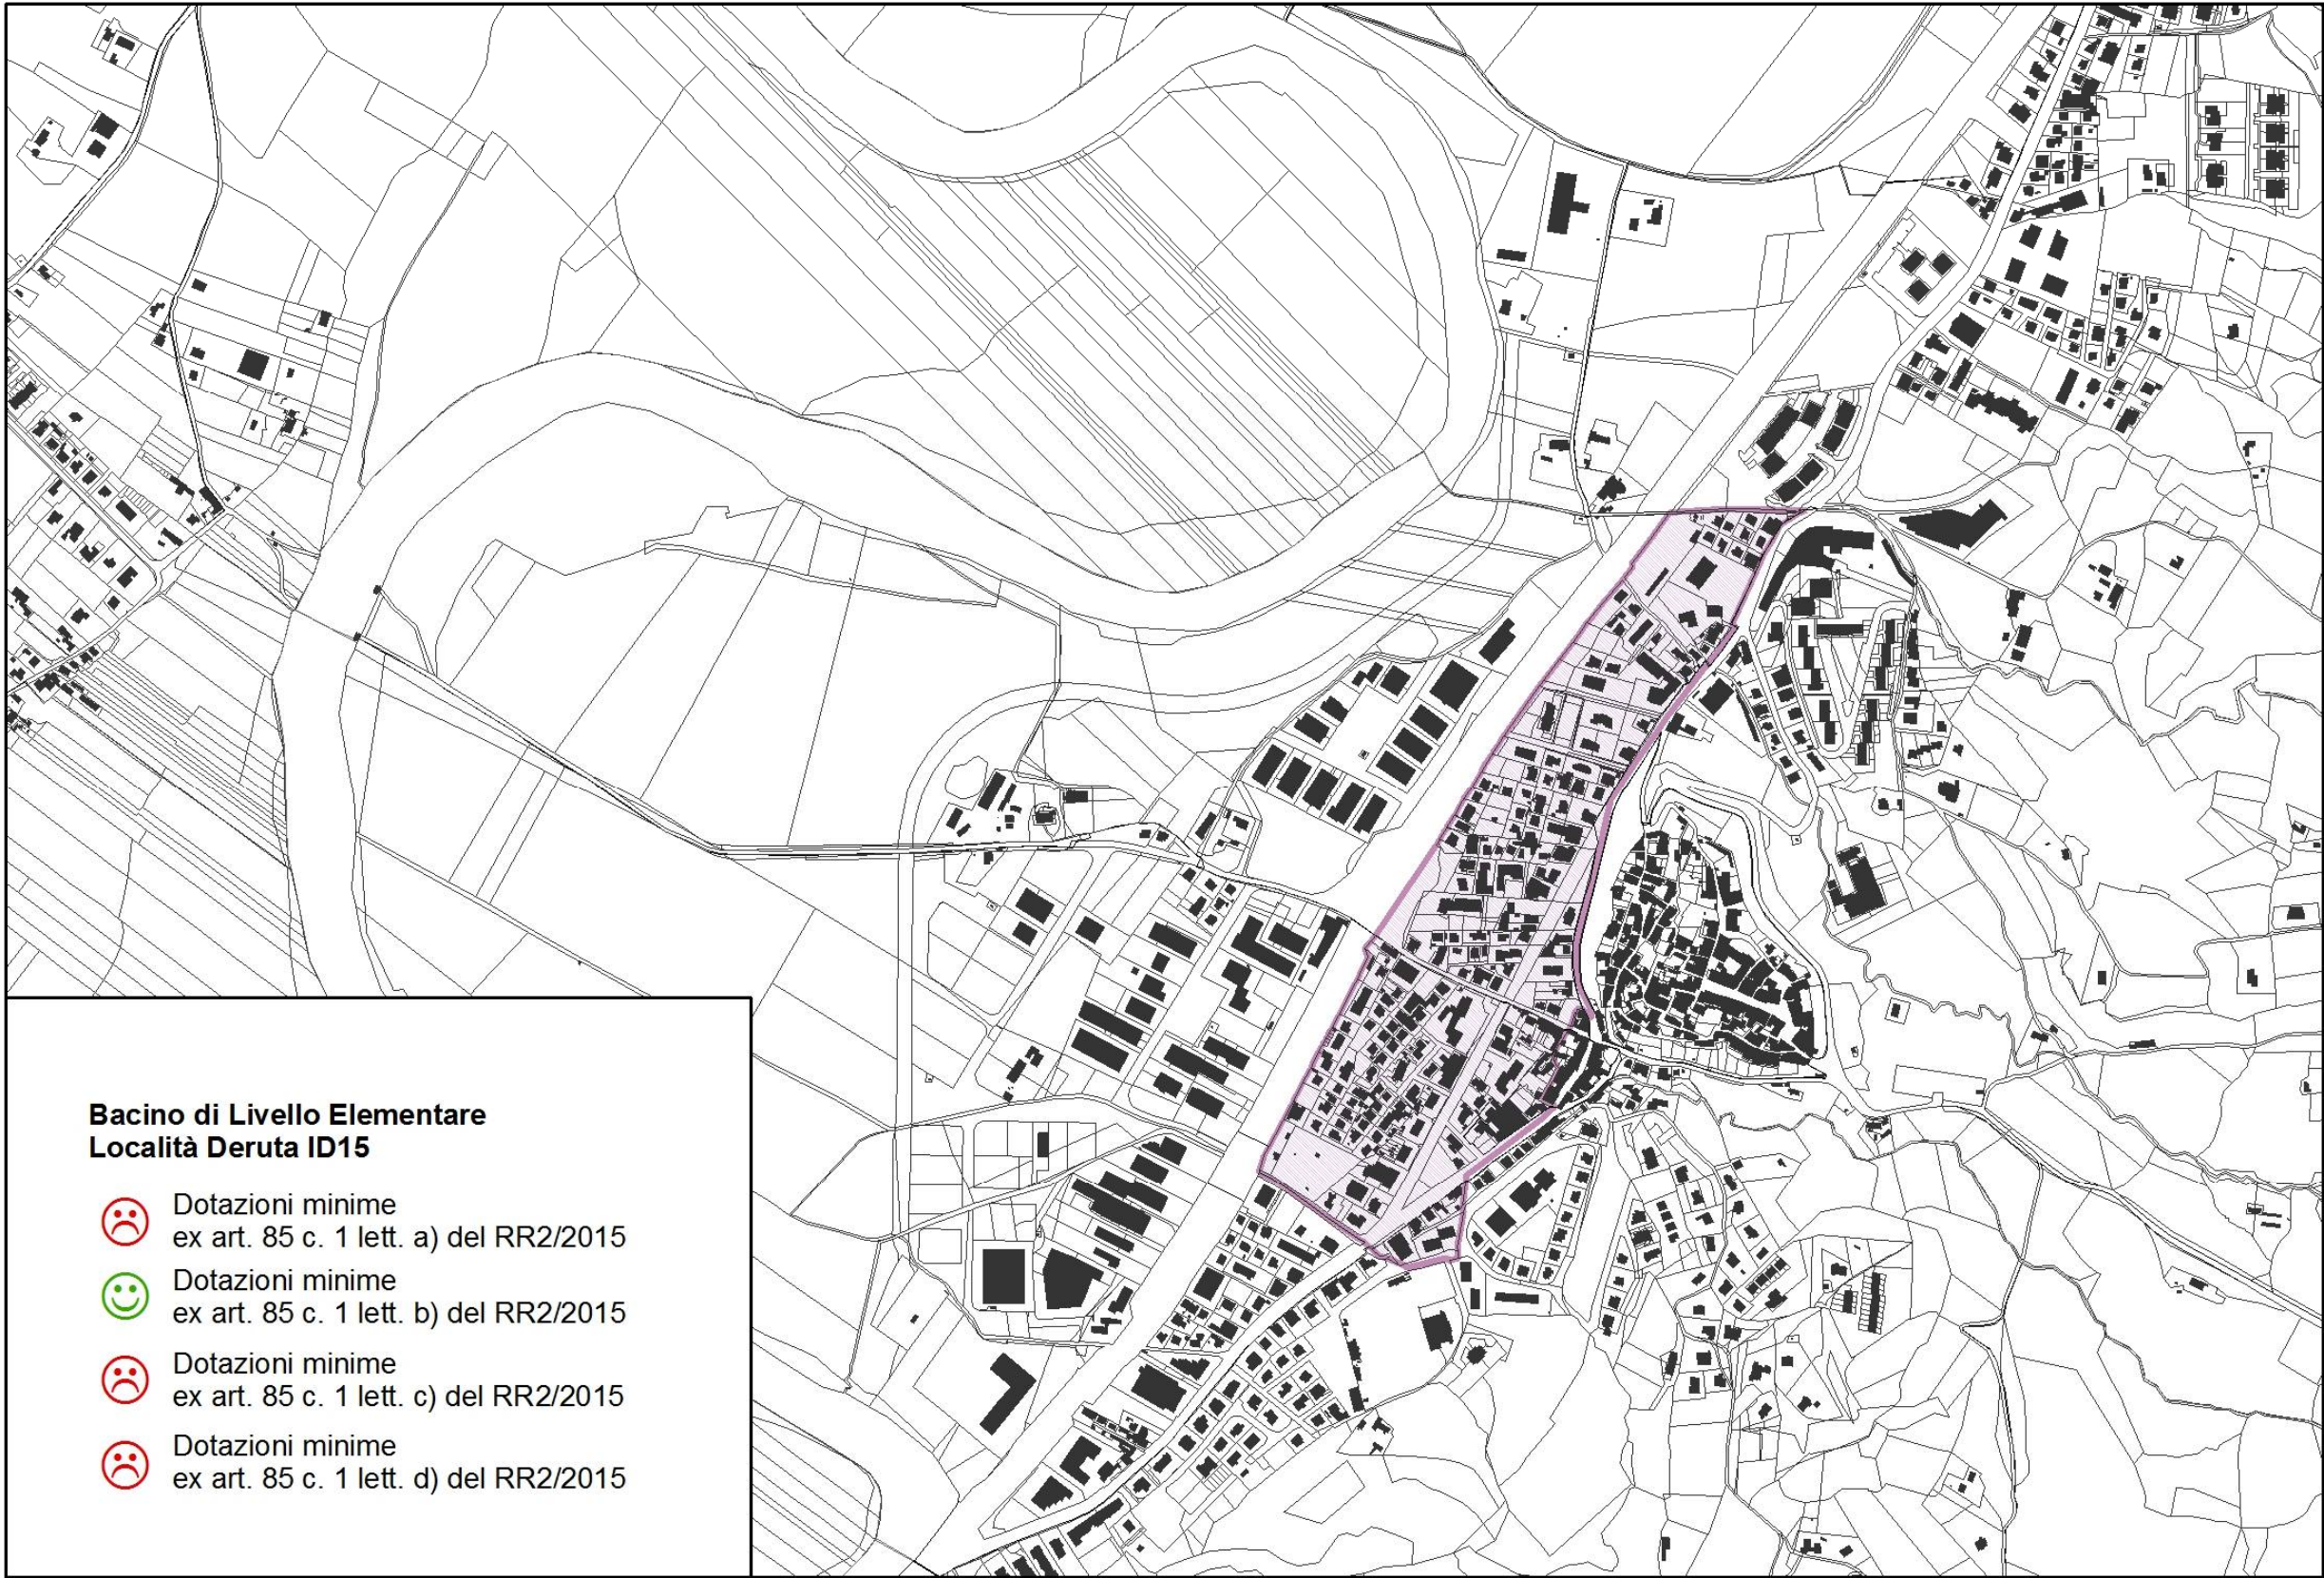 Bacino di Livello Elementare
Località Deruta ID15
Dotazioni minime
ex art. 85 c. 1 lett. a) del RR2/2015
Dotazioni minime
ex art. 85 c. 1 lett. b) del RR2/2015
Dotazioni minime
ex art. 85 c. 1 lett. c) del RR2/2015
Dotazioni minime
ex art. 85 c. 1 lett. d) del RR2/2015